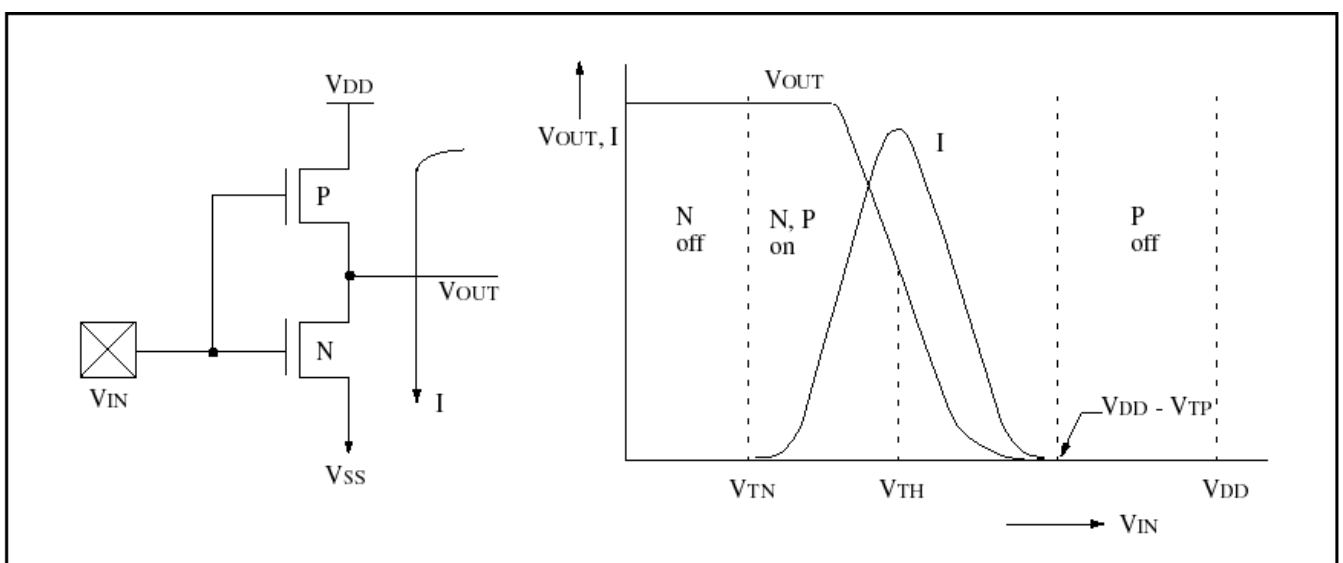 VDD
P
VOUT
N
VIN
I
VSS
VOUT, I
VOUT
I
N
off
N, P
on
P
off
VDD - VTP
VTN
VTH
VDD
VIN